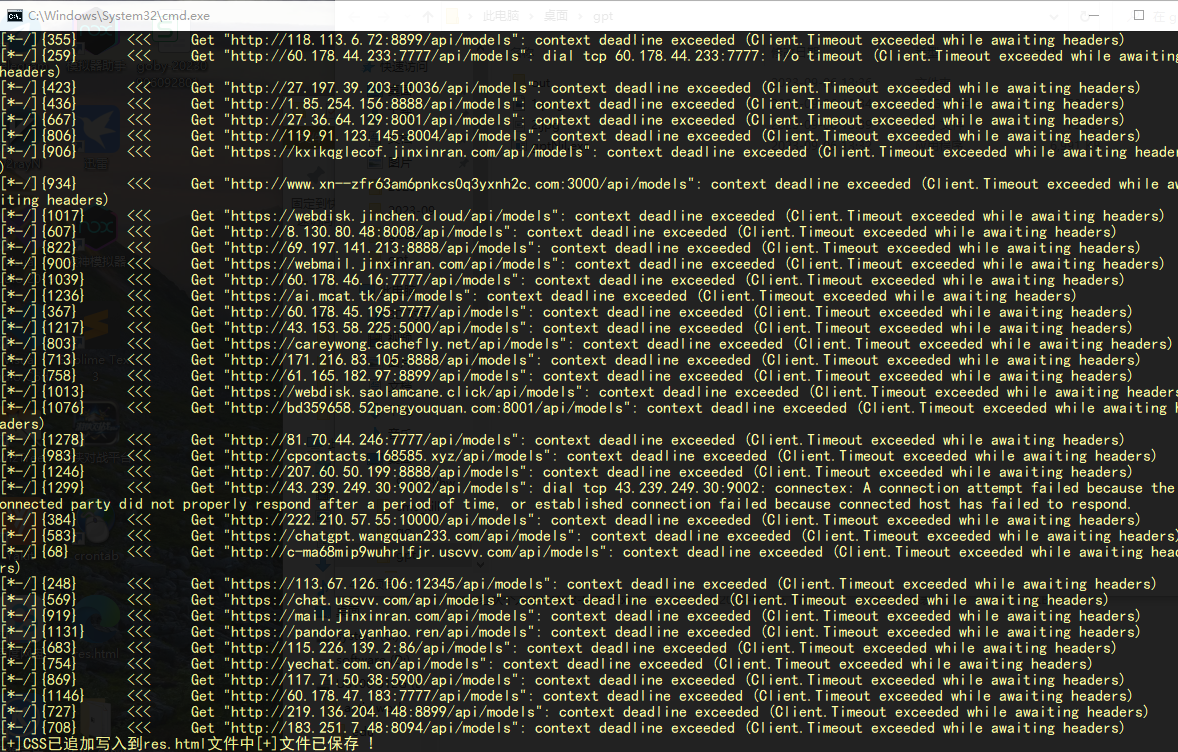 C:\Windows\System32\cmd.exe
此电脑 › 桌面 › gpt
[*-/]{355} <<< Get "http://118.113.6.72:8899/api/models": context deadline exceeded (Client.Timeout exceeded while awaiting headers)
[*-/]{259} <<< Get "http://60.178.44.233:7777/api/models": dial tcp 60.178.44.233:7777: i/o timeout (Client.Timeout exceeded while awaiting
headers)
[*-/]{423} <<< Get "http://27.197.39.203:10036/api/models": context deadline exceeded (Client.Timeout exceeded while awaiting headers)
[*-/]{436} <<< Get "http://1.85.254.156:8888/api/models": context deadline exceeded (Client.Timeout exceeded while awaiting headers)
[*-/]{667} <<< Get "http://27.36.64.129:8001/api/models": context deadline exceeded (Client.Timeout exceeded while awaiting headers)
[*-/]{806} <<< Get "http://119.91.123.145:8004/api/models": context deadline exceeded (Client.Timeout exceeded while awaiting headers)
[*-/]{906} <<< Get "https://kxikqglecof.jinxinran.com/api/models": context deadline exceeded (Client.Timeout exceeded while awaiting header
)
[*-/]{934} <<< Get "http://www.xn--zfr63am6pnkcs0q3yxnh2c.com:3000/api/models": context deadline exceeded (Client.Timeout exceeded while aw
iting headers)
[*-/]{1017} <<< Get "https://webdisk.jinchen.cloud/api/models": context deadline exceeded (Client.Timeout exceeded while awaiting headers)
[*-/]{607} <<< Get "http://8.130.80.48:8008/api/models": context deadline exceeded (Client.Timeout exceeded while awaiting headers)
[*-/]{822} <<< Get "http://69.197.141.213:8888/api/models": context deadline exceeded (Client.Timeout exceeded while awaiting headers)
[*-/]{900} <<< Get "https://webmail.jinxinran.com/api/models": context deadline exceeded (Client.Timeout exceeded while awaiting headers)
[*-/]{1039} <<< Get "http://60.178.46.16:7777/api/models": context deadline exceeded (Client.Timeout exceeded while awaiting headers)
[*-/]{1236} <<< Get "https://ai.mcat.tk/api/models": context deadline exceeded (Client.Timeout exceeded while awaiting headers)
[*-/]{367} <<< Get "http://60.178.45.195:7777/api/models": context deadline exceeded (Client.Timeout exceeded while awaiting headers)
[*-/]{1217} <<< Get "http://43.153.58.225:5000/api/models": context deadline exceeded (Client.Timeout exceeded while awaiting headers)
[*-/]{803} <<< Get "https://careywong.cachefly.net/api/models": context deadline exceeded (Client.Timeout exceeded while awaiting headers)
[*-/]{713} <<< Get "http://171.216.83.105:8888/api/models": context deadline exceeded (Client.Timeout exceeded while awaiting headers)
[*-/]{758} <<< Get "http://61.165.182.97:8899/api/models": context deadline exceeded (Client.Timeout exceeded while awaiting headers)
[*-/]{1013} <<< Get "https://webdisk.saolamcane.click/api/models": context deadline exceeded (Client.Timeout exceeded while awaiting headers
[*-/]{1076} <<< Get "http://bd359658.52pengyouquan.com:8001/api/models": context deadline exceeded (Client.Timeout exceeded while awaiting h
aders)
[*-/]{1278} <<< Get "http://81.70.44.246:7777/api/models": context deadline exceeded (Client.Timeout exceeded while awaiting headers)
[*-/]{983} <<< Get "https://cpcontacts.168585.xyz/api/models": context deadline exceeded (Client.Timeout exceeded while awaiting headers)
[*-/]{1246} <<< Get "http://207.60.50.199:8888/api/models": context deadline exceeded (Client.Timeout exceeded while awaiting headers)
[*-/]{1299} <<< Get "http://43.239.249.30:9002/api/models": dial tcp 43.239.249.30:9002: connectex: A connection attempt failed because the
onnected party did not properly respond after a period of time, or established connection failed because connected host has failed to respond.
[*-/]{384} <<< Get "http://222.210.57.55:10000/api/models": context deadline exceeded (Client.Timeout exceeded while awaiting headers)
[*-/]{583} <<< Get "https://chatgpt.wangquan233.com/api/models": context deadline exceeded (Client.Timeout exceeded while awaiting headers)
[*-/]{68} <<< Get "http://c-ma68mip9wuhrlfjr.uscvv.com/api/models": context deadline exceeded (Client.Timeout exceeded while awaiting head
rs)
[*-/]{248} <<< Get "https://113.67.126.106:12345/api/models": context deadline exceeded (Client.Timeout exceeded while awaiting headers)
[*-/]{569} <<< Get "https://chat.uscvv.com/api/models": context deadline exceeded (Client.Timeout exceeded while awaiting headers)
[*-/]{919} <<< Get "https://mail.jinxinran.com/api/models": context deadline exceeded (Client.Timeout exceeded while awaiting headers)
[*-/]{1131} <<< Get "https://pandora.yanhao.ren/api/models": context deadline exceeded (Client.Timeout exceeded while awaiting headers)
[*-/]{683} <<< Get "http://115.226.139.2:86/api/models": context deadline exceeded (Client.Timeout exceeded while awaiting headers)
[*-/]{754} <<< Get "http://yechat.com.cn/api/models": context deadline exceeded (Client.Timeout exceeded while awaiting headers)
[*-/]{869} <<< Get "http://117.71.50.38:5900/api/models": context deadline exceeded (Client.Timeout exceeded while awaiting headers)
[*-/]{1146} <<< Get "http://60.178.47.183:7777/api/models": context deadline exceeded (Client.Timeout exceeded while awaiting headers)
[*-/]{727} <<< Get "http://219.136.204.148:8899/api/models": context deadline exceeded (Client.Timeout exceeded while awaiting headers)
[*-/]{708} <<< Get "http://183.251.7.48:8094/api/models": context deadline exceeded (Client.Timeout exceeded while awaiting headers)
[+]CSS已追加写入到res.html文件中[+]文件已保存 !